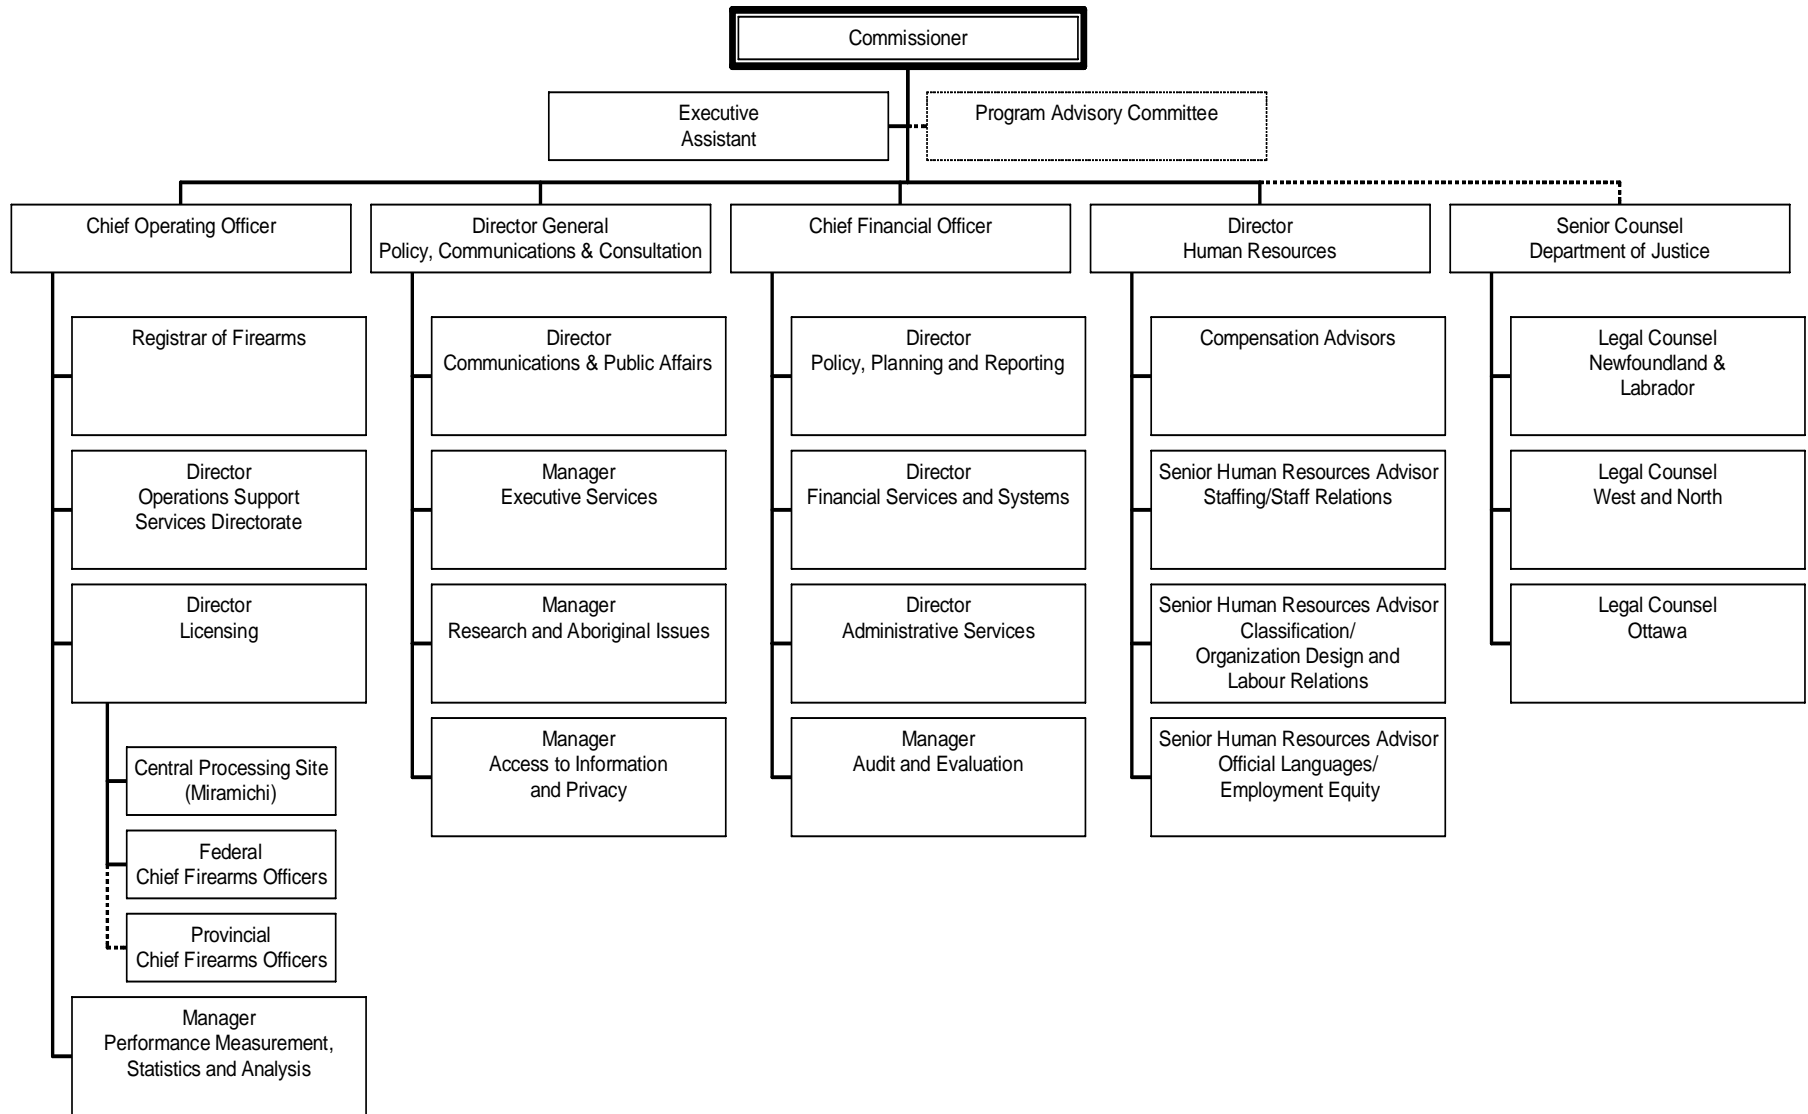 Commissioner
Executive
Assistant
Program Advisory Committee
Chief Operating Officer
Director General
Policy, Communications & Consultation
Chief Financial Officer
Director
Human Resources
Senior Counsel
Department of Justice
Registrar of Firearms
Director
Operations Support
Services Directorate
Director
Licensing
Central Processing Site
(Miramichi)
Federal
Chief Firearms Officers
Provincial
Chief Firearms Officers
Manager
Performance Measurement,
Statistics and Analysis
Director
Communications & Public Affairs
Manager
Executive Services
Manager
Research and Aboriginal Issues
Manager
Access to Information
and Privacy
Director
Policy, Planning and Reporting
Director
Financial Services and Systems
Director
Administrative Services
Manager
Audit and Evaluation
Compensation Advisors
Senior Human Resources Advisor
Staffing/Staff Relations
Senior Human Resources Advisor
Classification/
Organization Design and
Labour Relations
Senior Human Resources Advisor
Official Languages/
Employment Equity
Legal Counsel
Newfoundland &
Labrador
Legal Counsel
West and North
Legal Counsel
Ottawa